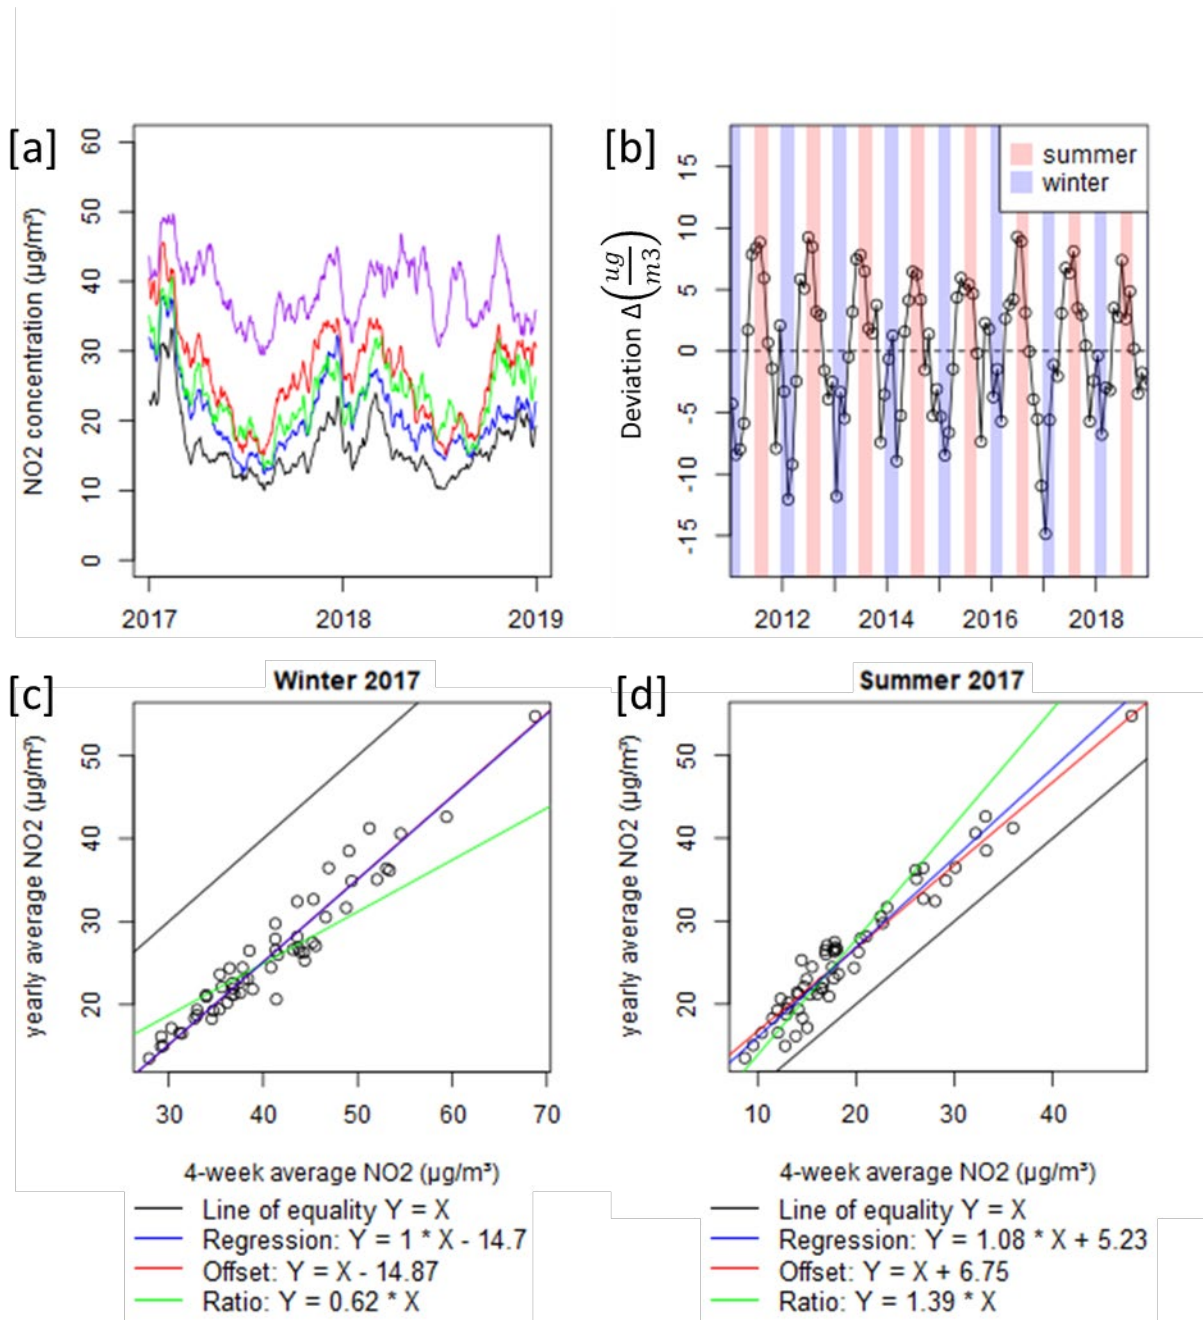 [a]
NO2 concentration (µg/m³)
60
50
40
30
20
10
0
2017
2018
2019
[b]
Deviation Δ(ug/m3)
15
10
5
0
-5
-10
-15
summer
winter
2012
2014
2016
2018
[c]
Winter 2017
yearly average NO2 (µg/m³)
50
40
30
20
30
40
50
60
70
4-week average NO2 (µg/m³)
Line of equality Y = X
Regression: Y = 1 * X - 14.7
Offset: Y = X - 14.87
Ratio: Y = 0.62 * X
[d]
Summer 2017
yearly average NO2 (µg/m³)
50
40
30
20
10
20
30
40
4-week average NO2 (µg/m³)
Line of equality Y = X
Regression: Y = 1.08 * X + 5.23
Offset: Y = X + 6.75
Ratio: Y = 1.39 * X